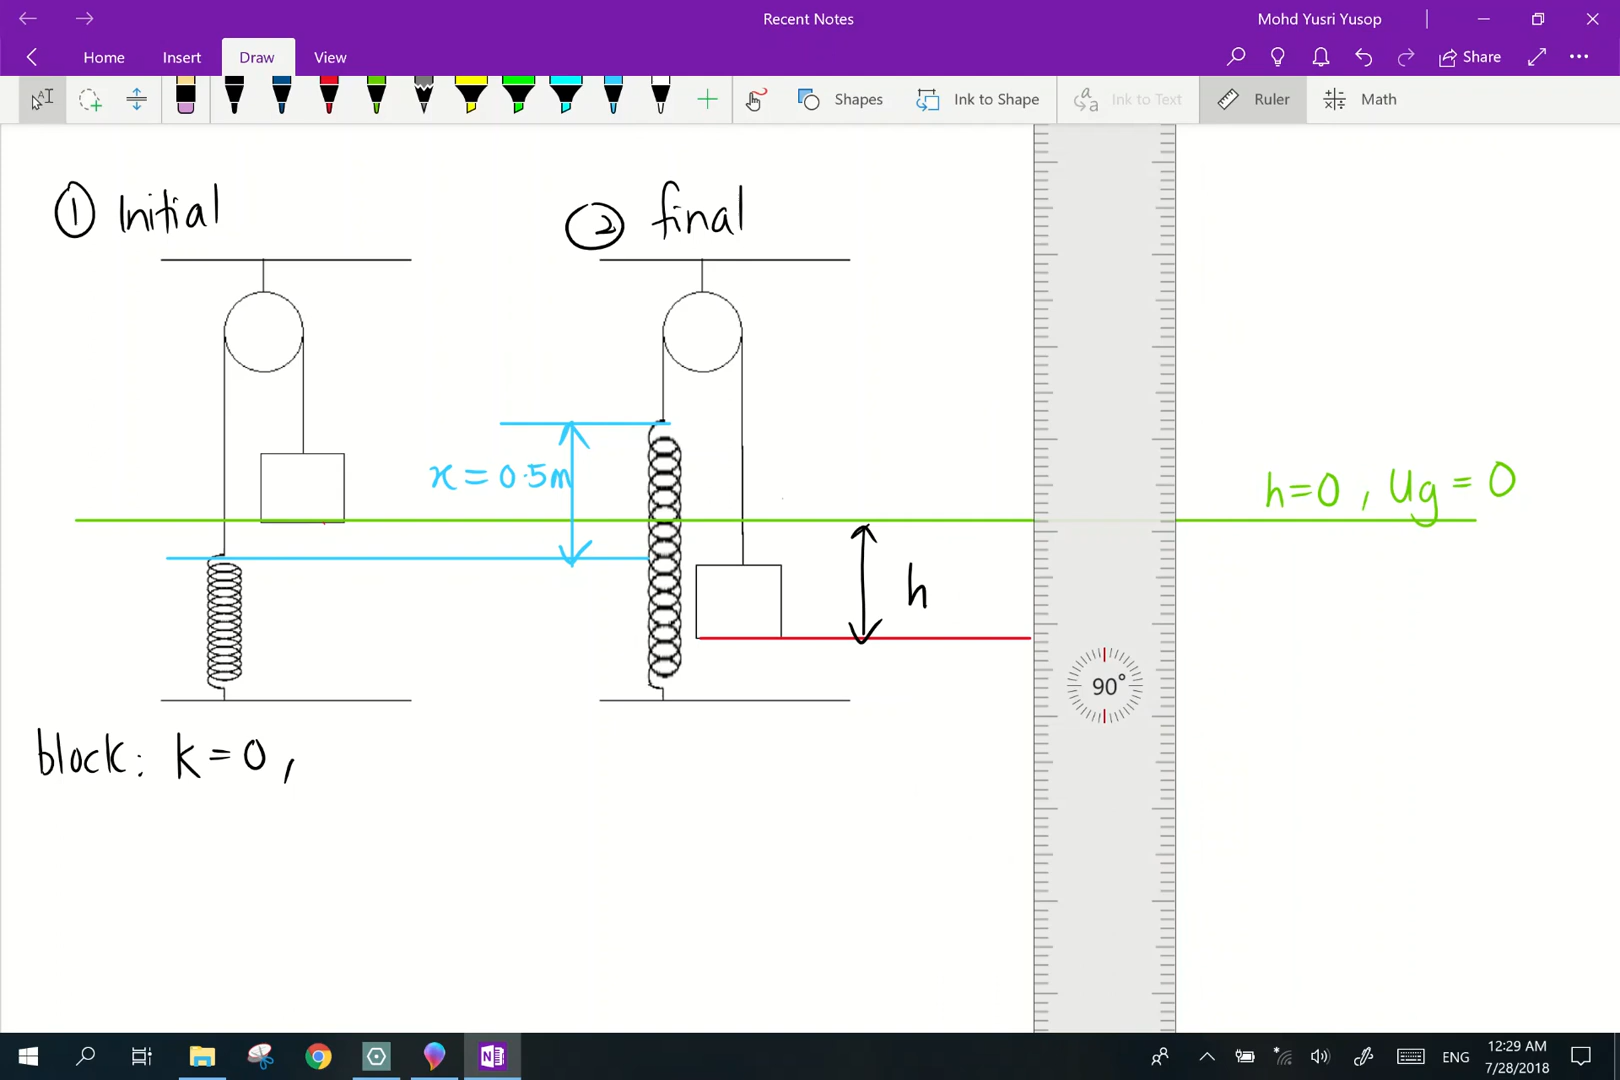 Recent Notes
Mohd Yusri Yusop
Home Insert Draw View
Share
Shapes
Ink to Shape
Ink to Text
Ruler
Math
① Initial
② final
x = 0.5m
h=0 , Ug = 0
h
90°
block: K = 0 ,
ENG
12:29 AM
7/28/2018